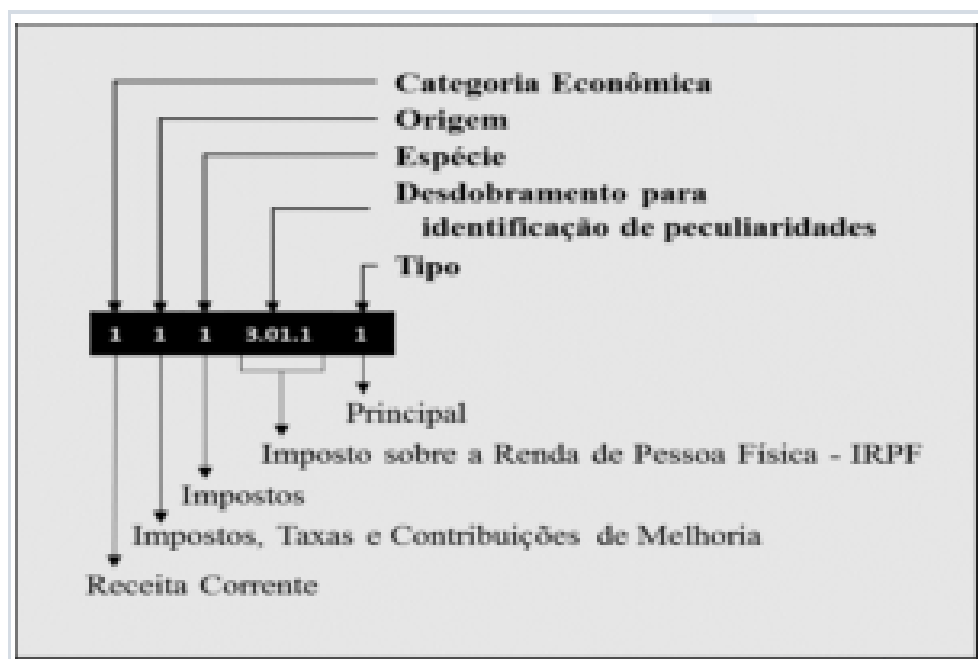 Categoria Econômica
Origem
Espécie
Desdobramento para
identificação de peculiaridades
Tipo
1 1 1 3.01.1 1
Principal
Imposto sobre a Renda de Pessoa Física - IRPF
Impostos
Impostos, Taxas e Contribuições de Melhoria
Receita Corrente